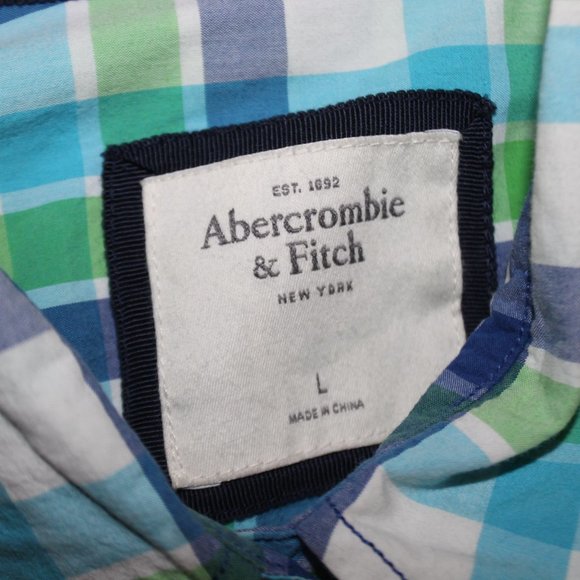 EST. 1892
Abercrombie
& Fitch
NEW YORK
L
MADE IN CHINA